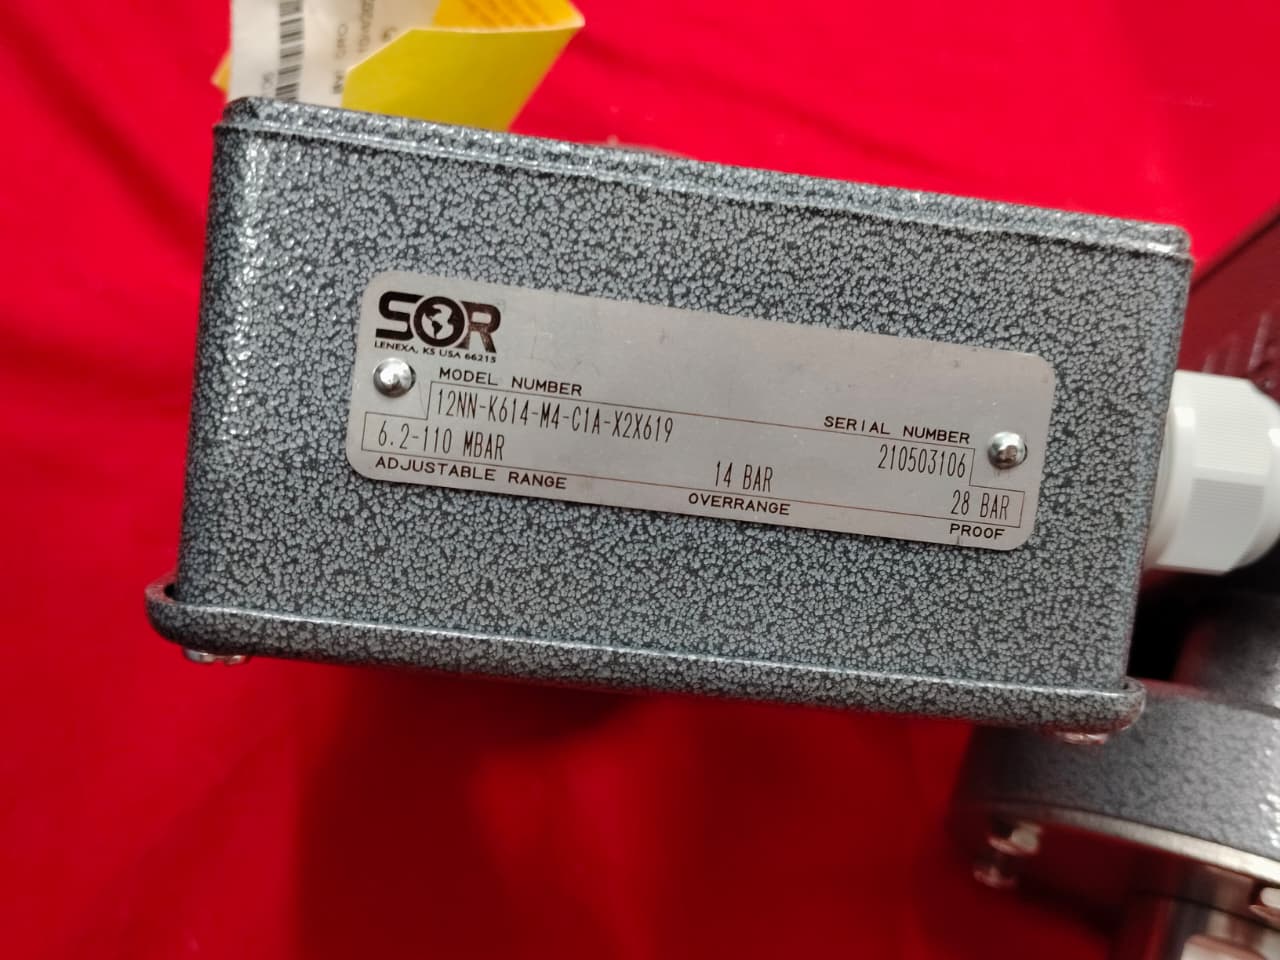 SOR
LENEXA, KS USA 66215
MODEL NUMBER
12NN-K614-M4-C1A-X2X619
SERIAL NUMBER
210503106
6.2-110 MBAR
ADJUSTABLE RANGE
14 BAR
OVERRANGE
28 BAR
PROOF